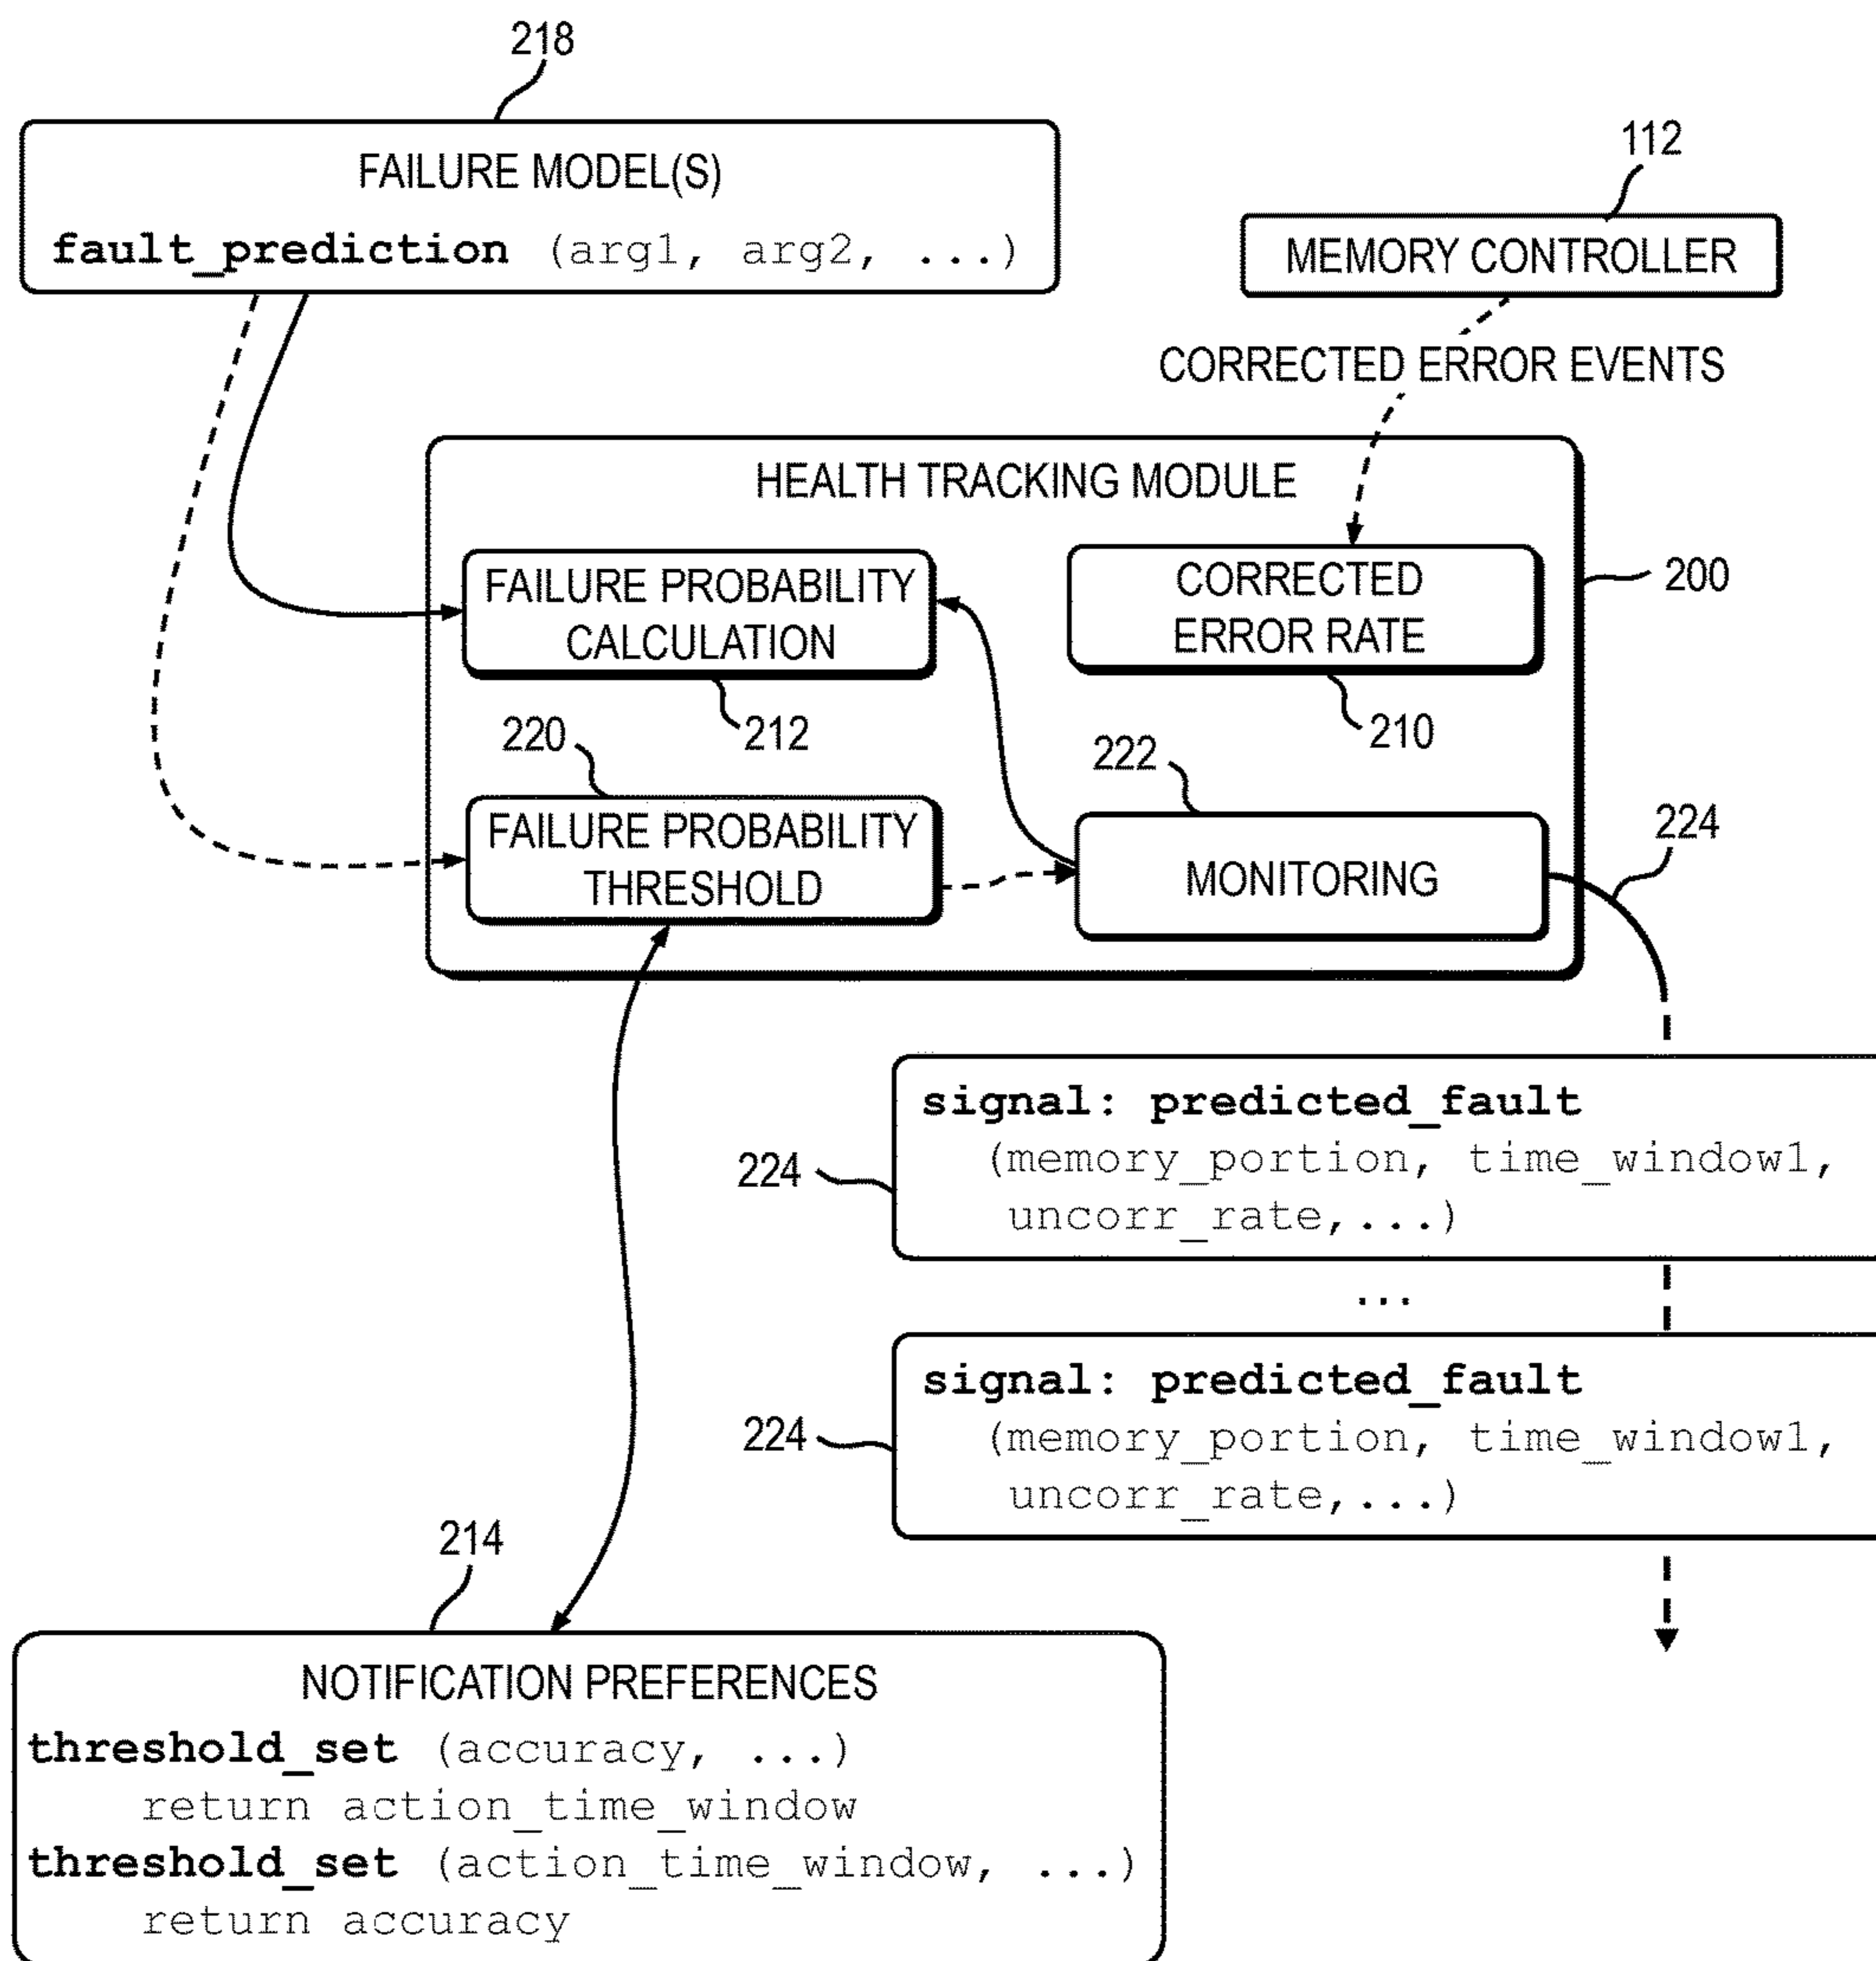 218
FAILURE MODEL(S)
fault_prediction (arg1, arg2, ...)
112
MEMORY CONTROLLER
CORRECTED ERROR EVENTS
HEALTH TRACKING MODULE
FAILURE PROBABILITY
CALCULATION
CORRECTED
ERROR RATE
200
212
210
220
222
FAILURE PROBABILITY
THRESHOLD
MONITORING
224
signal: predicted_fault
(memory_portion, time_window1,
uncorr_rate,...)
224
...
signal: predicted_fault
(memory_portion, time_window1,
uncorr_rate,...)
224
214
NOTIFICATION PREFERENCES
threshold_set (accuracy, ...)
return action_time_window
threshold_set (action_time_window, ...)
return accuracy